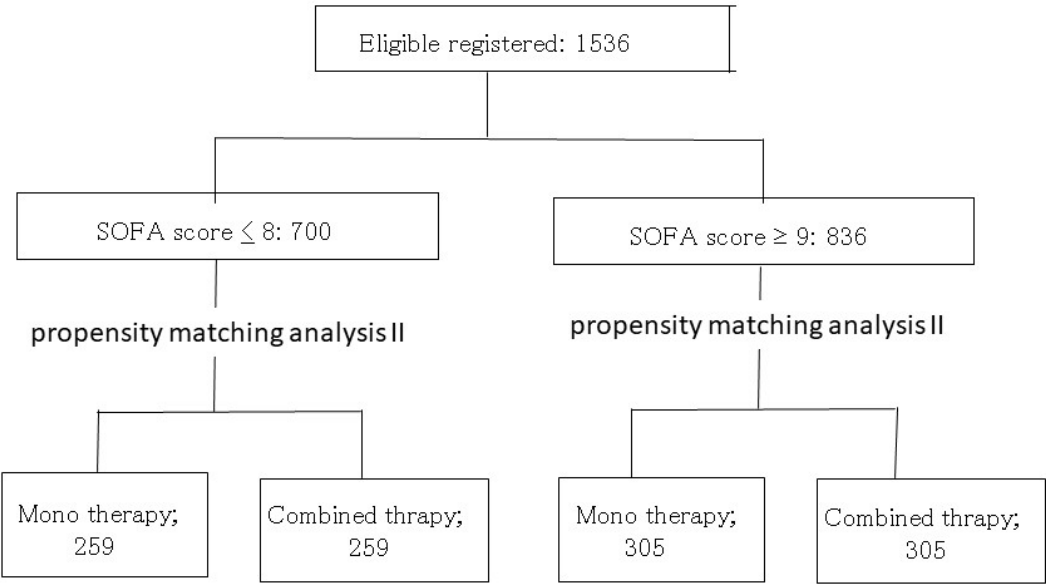 Eligible registered: 1536
SOFA score ≤ 8: 700
SOFA score ≥ 9: 836
propensity matching analysis II
propensity matching analysis II
Mono therapy;
259
Combined thrapy;
259
Mono therapy;
305
Combined thrapy;
305